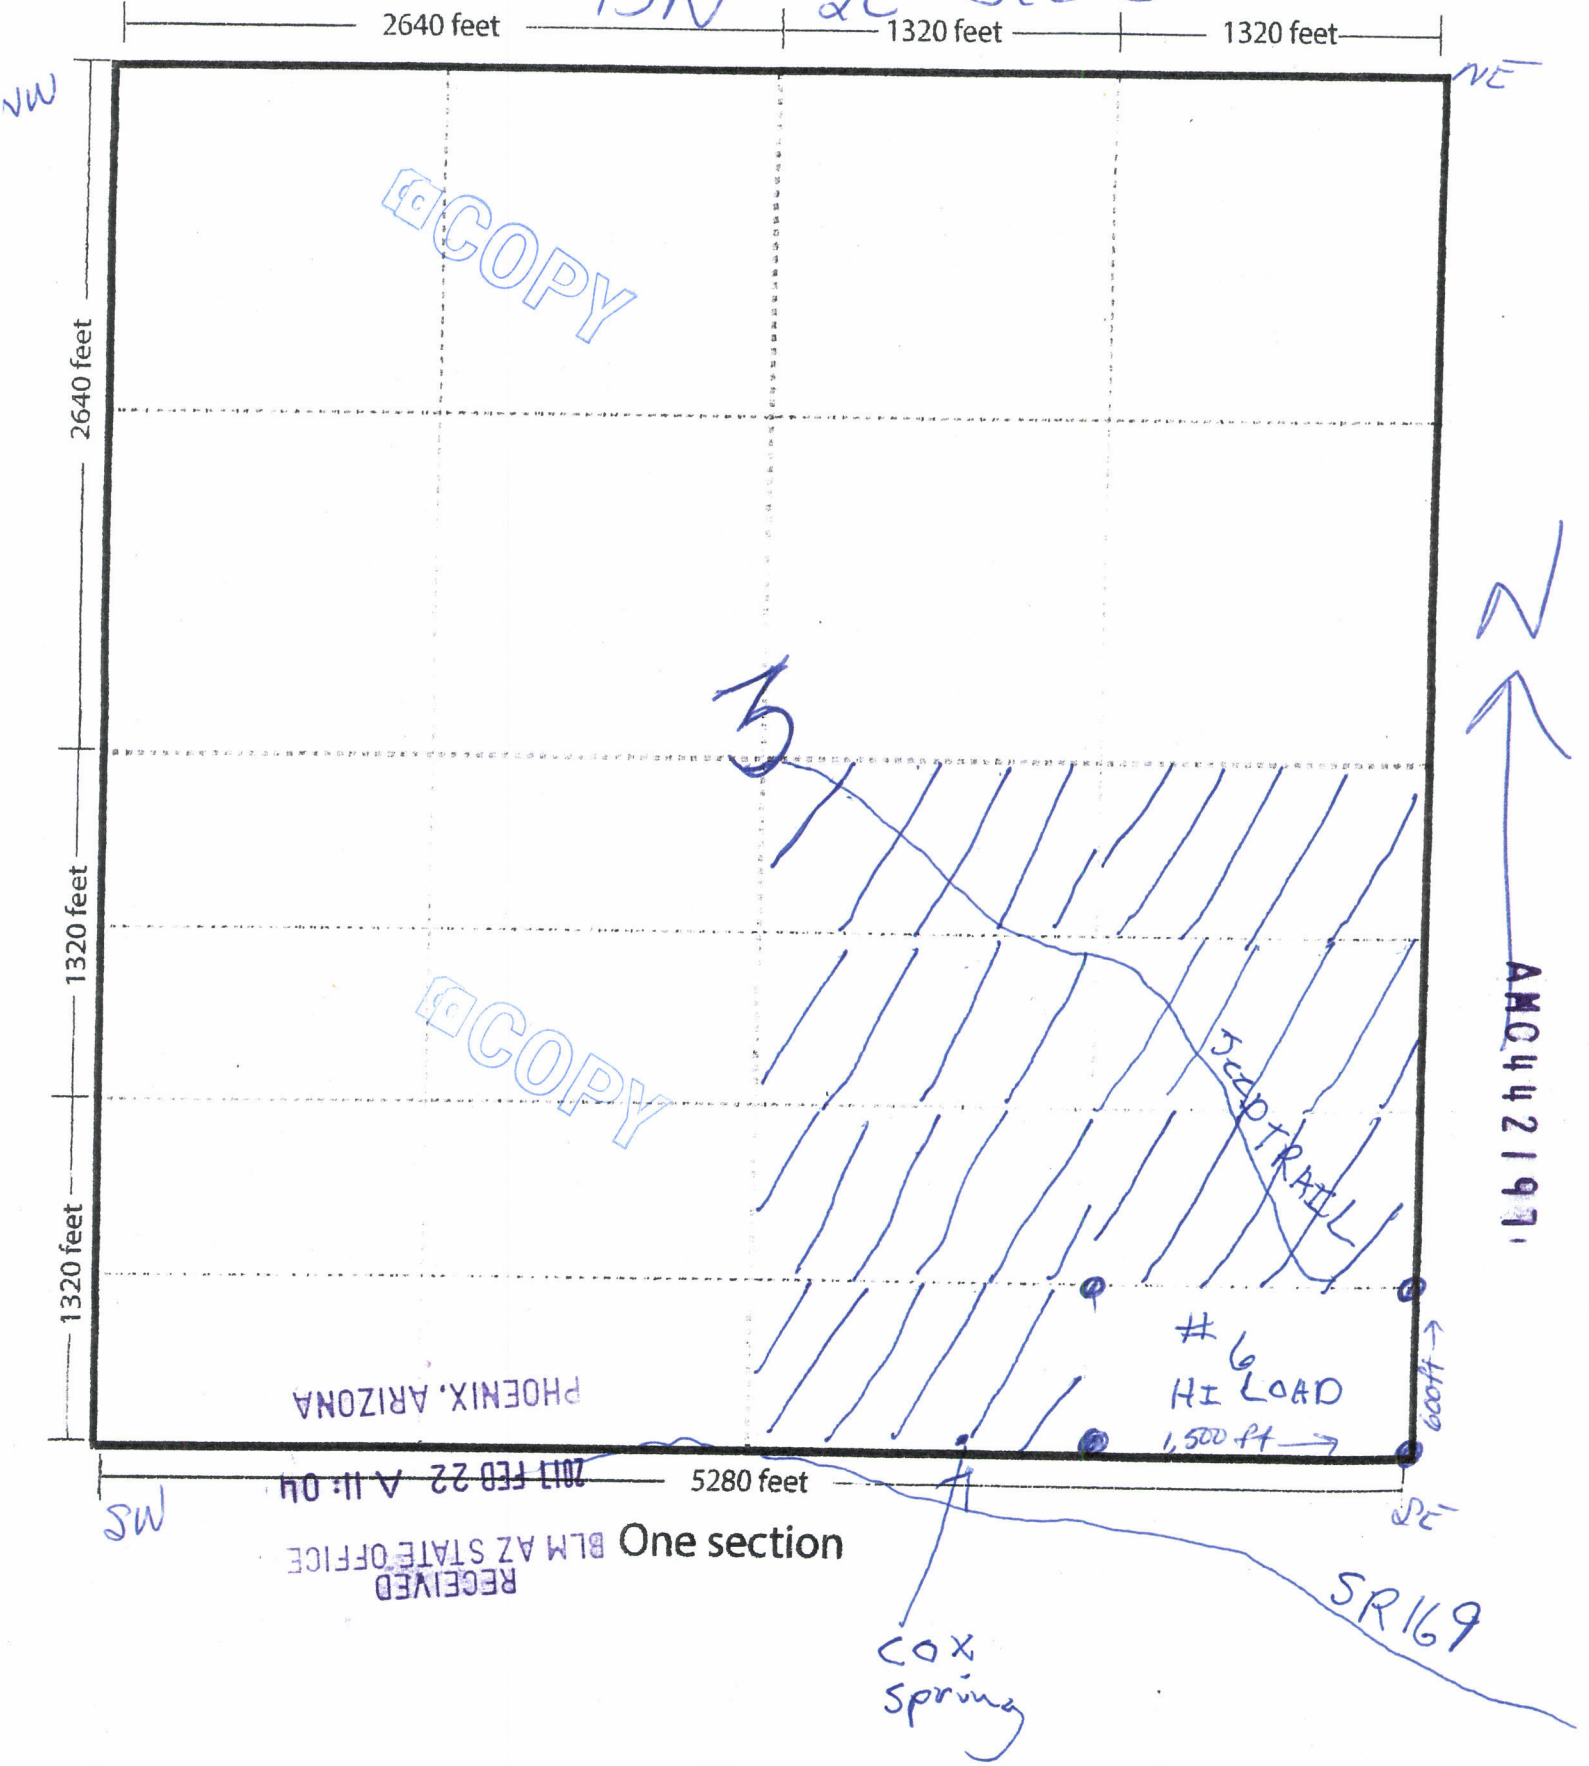 2640 feet
1320 feet
1320 feet
NW
NE
COPY
2640 feet
N
3
1320 feet
COPY
AMC442197
Jeep TRAIL
1320 feet
# 6
HI LOAD
1,500 ft
600ft
PHOENIX, ARIZONA
2017 FEB 22 A 11:04
5280 feet
SW
SE
BLM AZ STATE OFFICE
One section
RECEIVED
SR169
COX
Spring